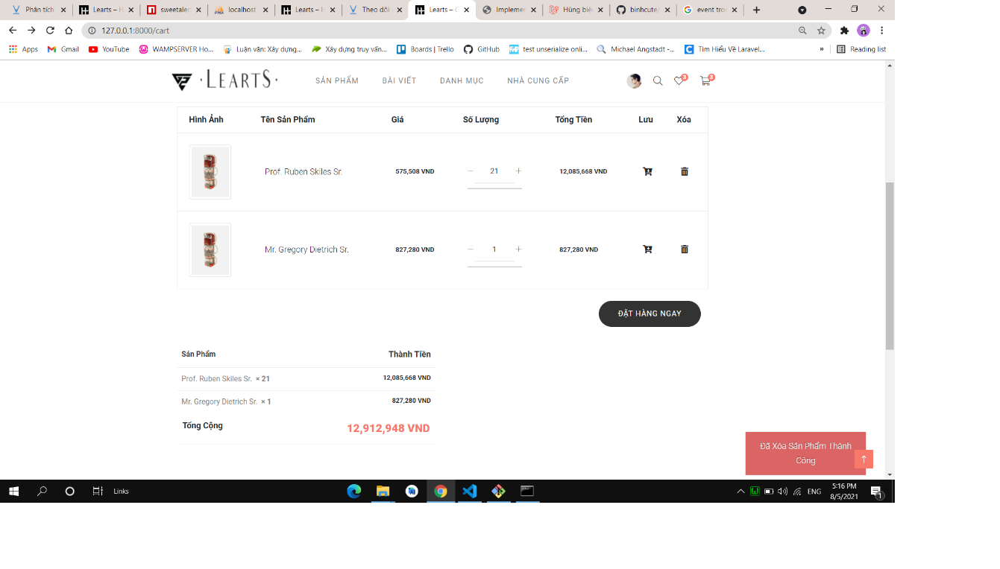 Phân tích
Learts – H
sweetaler
localhost
Learts – H
Theo dõi
Learts – G
Implemen
Hùng biê
binhcute/
event tron
127.0.0.1:8000/cart
Apps
Gmail
YouTube
WAMPSERVER Ho...
Luận văn: Xây dựng...
Xây dựng truy vấn...
Boards | Trello
GitHub
test unserialize onli...
Michael Angstadt -...
Tìm Hiểu Về Laravel...
»
Reading list
·LEARTS·
SẢN PHẨM
BÀI VIẾT
DANH MỤC
NHÀ CUNG CẤP
3
3
Hình Ảnh
Tên Sản Phẩm
Giá
Số Lượng
Tổng Tiền
Lưu
Xóa
Prof. Ruben Skiles Sr.
575,508 VND
21
12,085,668 VND
Mr. Gregory Dietrich Sr.
827,280 VND
1
827,280 VND
ĐẶT HÀNG NGAY
Sản Phẩm
Thành Tiền
Prof. Ruben Skiles Sr. × 21
12,085,668 VND
Mr. Gregory Dietrich Sr. × 1
827,280 VND
Tổng Cộng
12,912,948 VND
Đã Xóa Sản Phẩm Thành
Công
Links
ENG
5:16 PM
8/5/2021
1